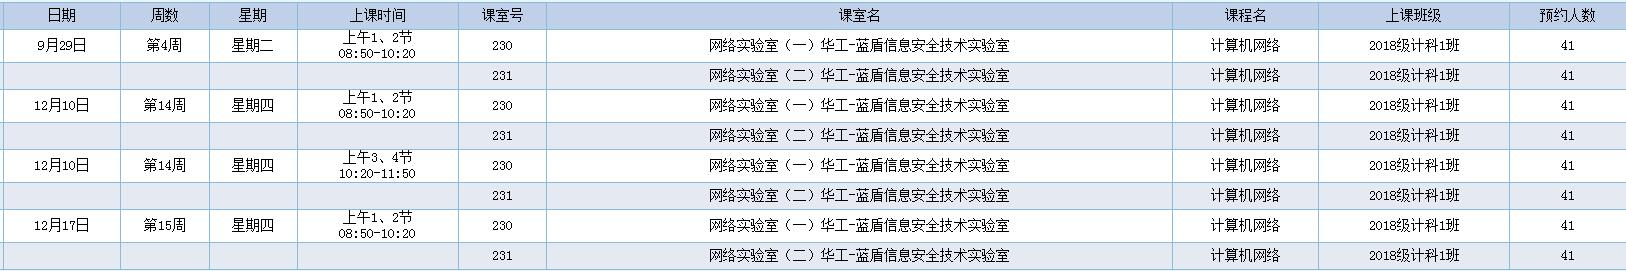 日期 周数 星期 上课时间 课室号 课室名 课程名 上课班级 预约人数
9月29日 第4周 星期二 上午1、2节 08:50-10:20 230 网络实验室（一）华工-蓝盾信息安全技术实验室 计算机网络 2018级计科1班 41
231 网络实验室（二）华工-蓝盾信息安全技术实验室 计算机网络 2018级计科1班 41
12月10日 第14周 星期四 上午1、2节 08:50-10:20 230 网络实验室（一）华工-蓝盾信息安全技术实验室 计算机网络 2018级计科1班 41
231 网络实验室（二）华工-蓝盾信息安全技术实验室 计算机网络 2018级计科1班 41
12月10日 第14周 星期四 上午3、4节 10:20-11:50 230 网络实验室（一）华工-蓝盾信息安全技术实验室 计算机网络 2018级计科1班 41
231 网络实验室（二）华工-蓝盾信息安全技术实验室 计算机网络 2018级计科1班 41
12月17日 第15周 星期四 上午1、2节 08:50-10:20 230 网络实验室（一）华工-蓝盾信息安全技术实验室 计算机网络 2018级计科1班 41
231 网络实验室（二）华工-蓝盾信息安全技术实验室 计算机网络 2018级计科1班 41